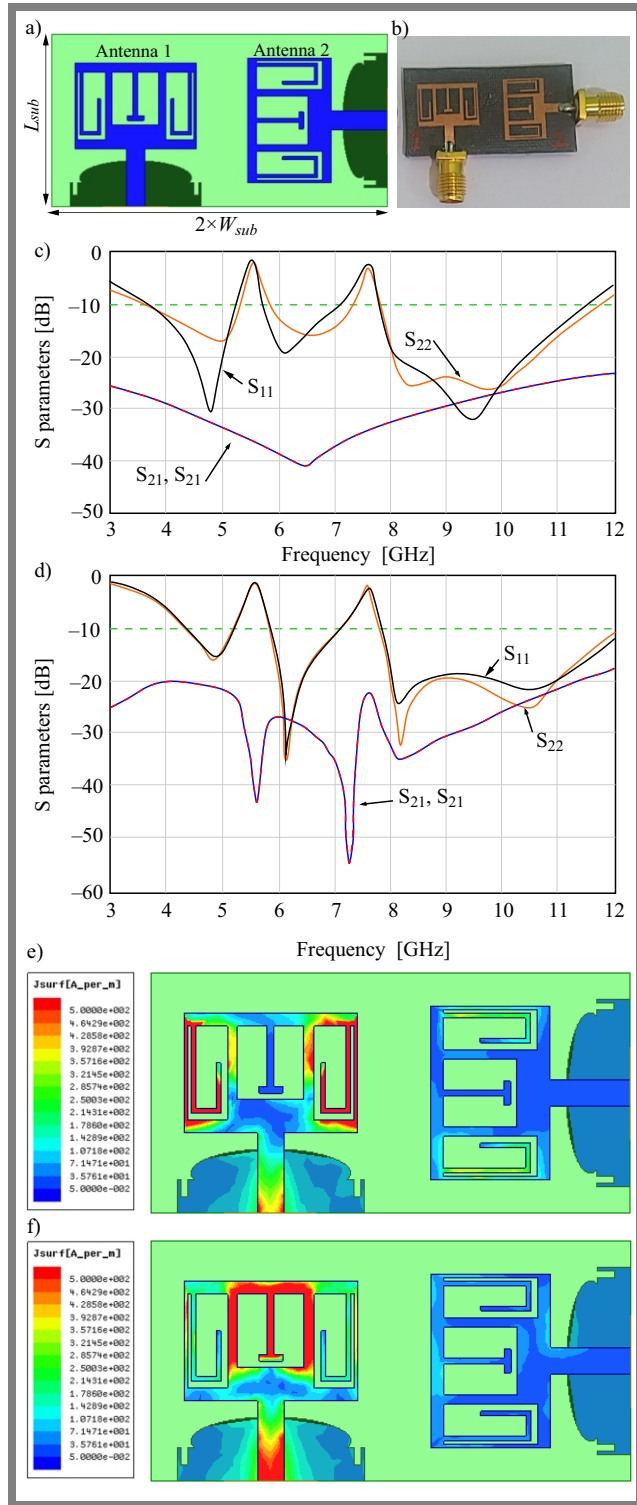 a)
Antenna 1
Antenna 2
L_sub
2×W_sub
b)
c)
0
–10
–20
–30
–40
–50
S parameters [dB]
S22
S11
S21, S21
3 4 5 6 7 8 9 10 11 12
Frequency [GHz]
d)
0
–10
–20
–30
–40
–50
–60
S parameters [dB]
S11
S22
S21, S21
3 4 5 6 7 8 9 10 11 12
Frequency [GHz]
e)
Jsurf[A_per_m]
5.0000e+002
4.6429e+002
4.2858e+002
3.9287e+002
3.5716e+002
3.2145e+002
2.8574e+002
2.5003e+002
2.1431e+002
1.7860e+002
1.4289e+002
1.0718e+002
7.1471e+001
3.5761e+001
5.0000e-002
f)
Jsurf[A_per_m]
5.0000e+002
4.6429e+002
4.2858e+002
3.9287e+002
3.5716e+002
3.2145e+002
2.8574e+002
2.5003e+002
2.1431e+002
1.7860e+002
1.4289e+002
1.0718e+002
7.1471e+001
3.5761e+001
5.0000e-002